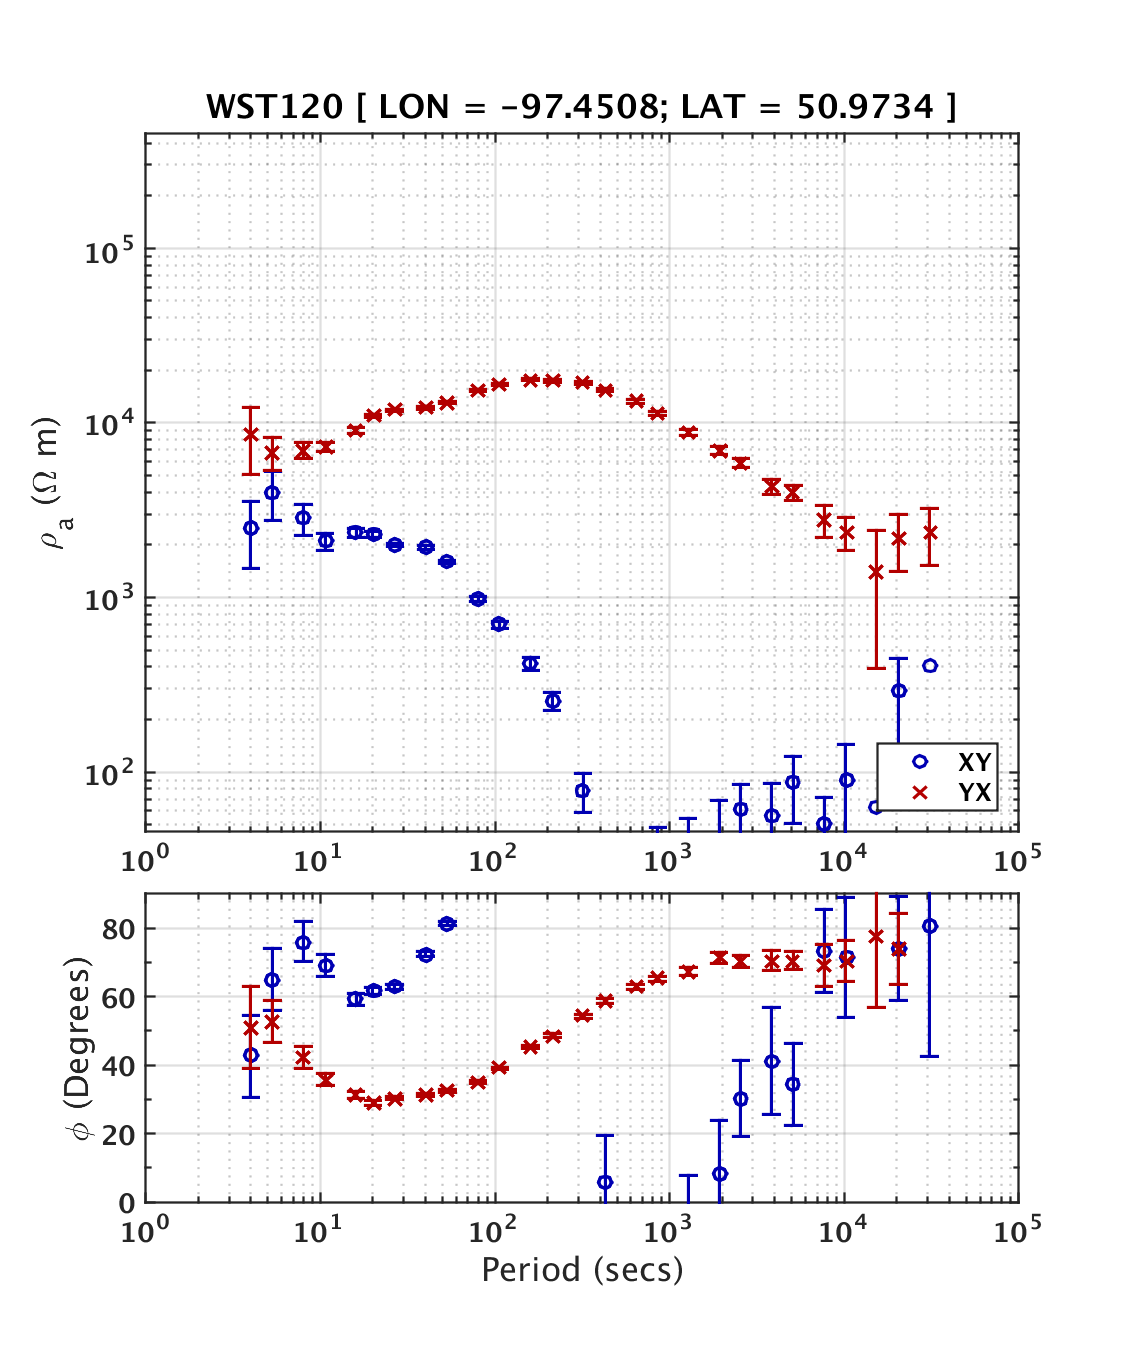 WST120 [ LON = −97.4508; LAT = 50.9734 ]
10^5
10^4
10^3
10^2
ρ_a (Ω m)
XY
YX
10^0 10^1 10^2 10^3 10^4 10^5
80
60
40
20
0
ϕ (Degrees)
10^0 10^1 10^2 10^3 10^4 10^5
Period (secs)